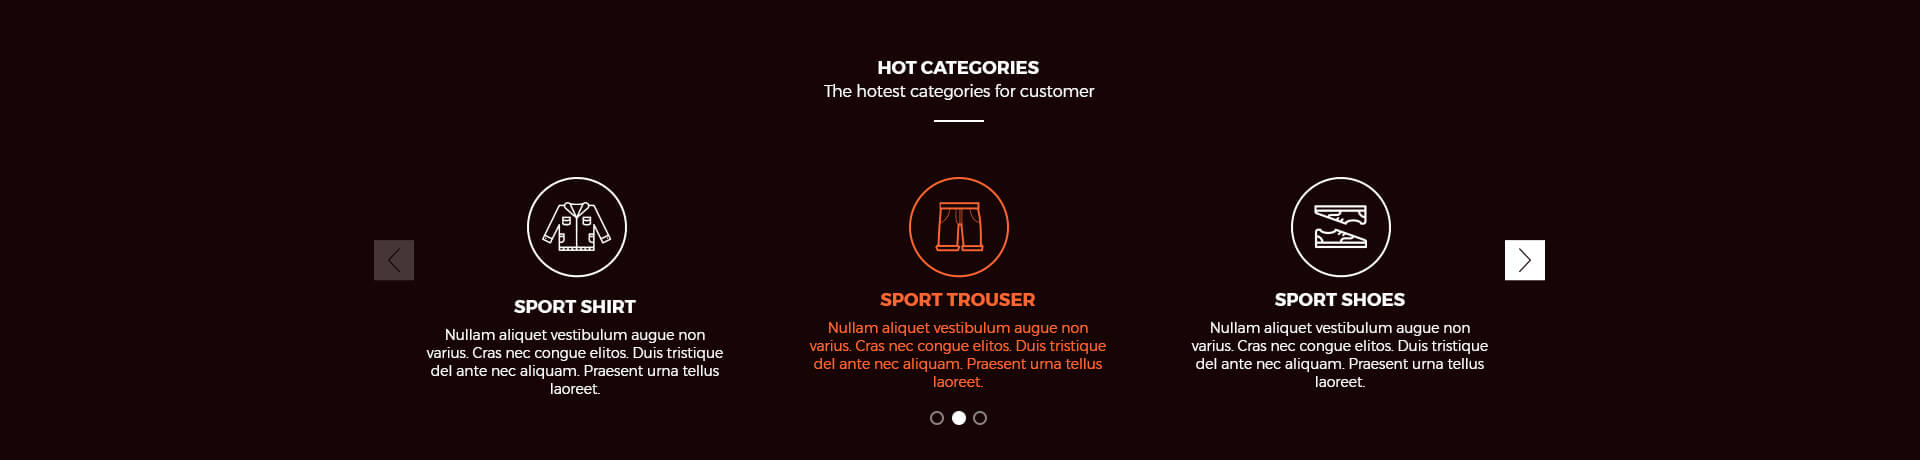 HOT CATEGORIES
The hotest categories for customer
SPORT SHIRT
Nullam aliquet vestibulum augue non
varius. Cras nec congue elitos. Duis tristique
del ante nec aliquam. Praesent urna tellus
laoreet.
SPORT TROUSER
Nullam aliquet vestibulum augue non
varius. Cras nec congue elitos. Duis tristique
del ante nec aliquam. Praesent urna tellus
laoreet.
SPORT SHOES
Nullam aliquet vestibulum augue non
varius. Cras nec congue elitos. Duis tristique
del ante nec aliquam. Praesent urna tellus
laoreet.